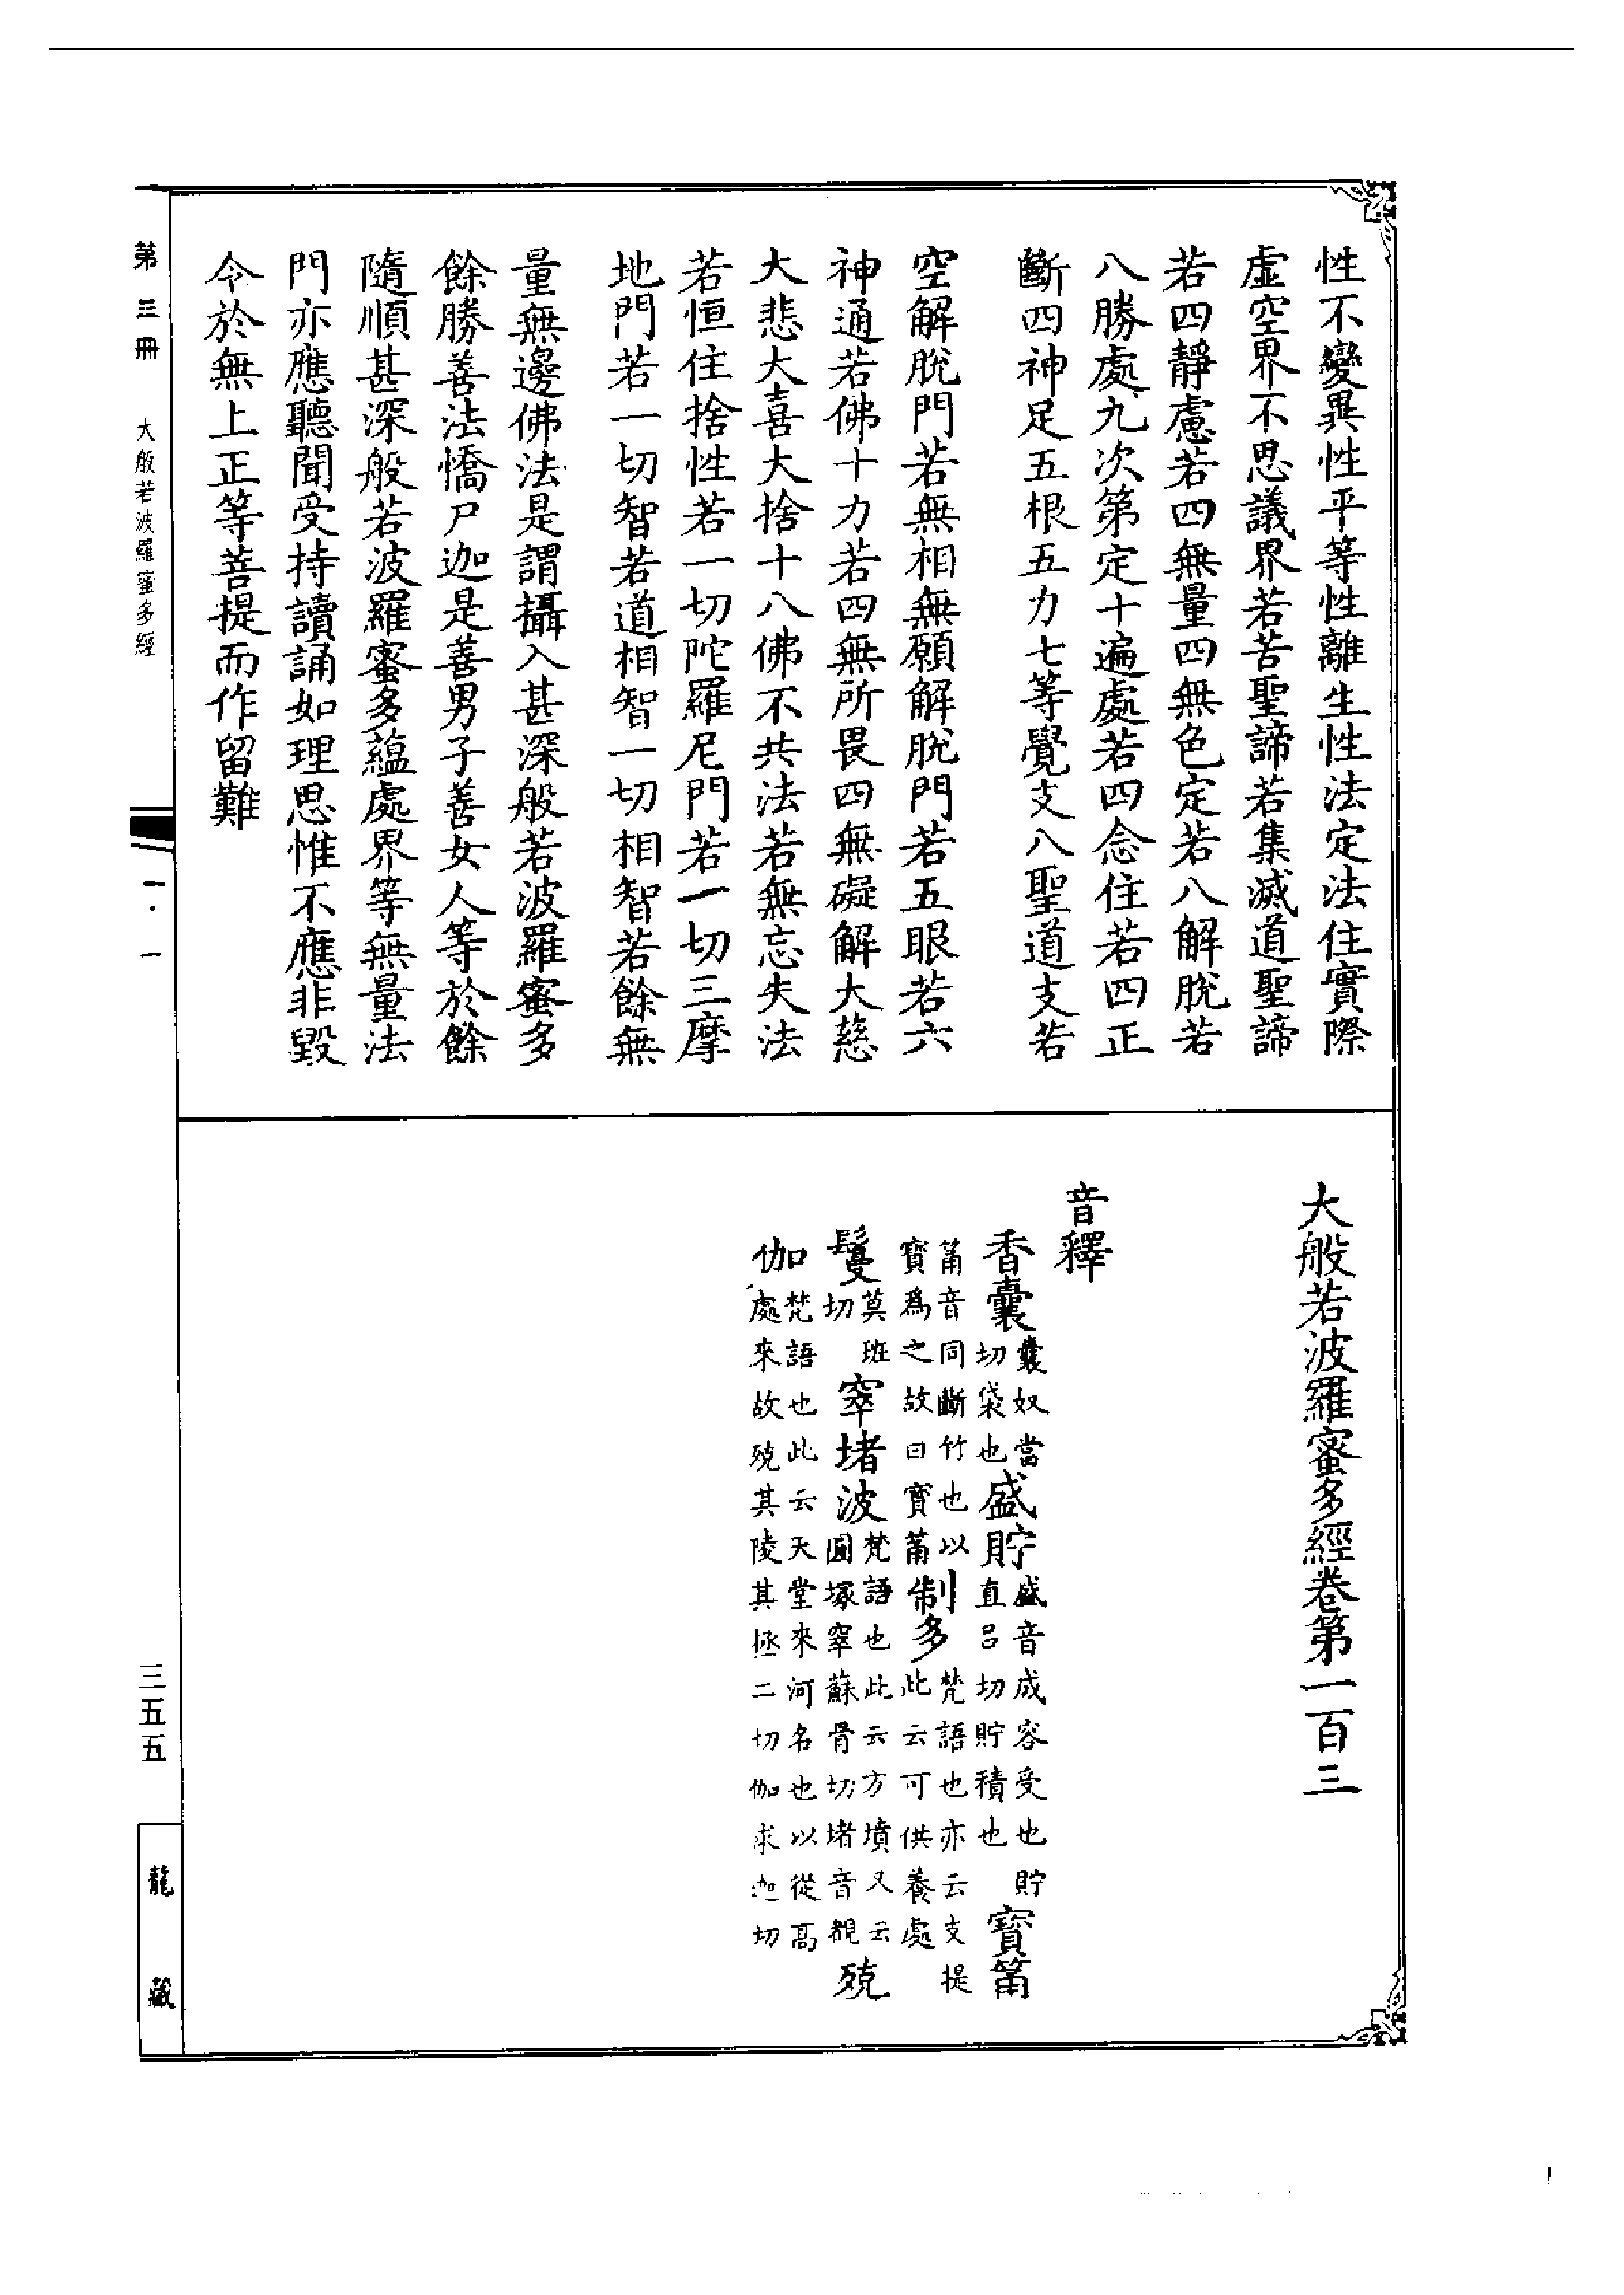 性不變異性平等性離生性法定法住實際
虛空界不思議界若苦聖諦若集滅道聖諦
若四靜慮若四無量四無色定若八解脫若
八勝處九次第定十遍處若四念住若四正
斷四神足五根五力七等覺支八聖道支若
空解脫門若無相無願解脫門若五眼若六
神通若佛十力若四無所畏四無礙解大慈
大悲大喜大捨十八佛不共法若無忘失法
若恒住捨性若一切陀羅尼門若一切三摩
地門若一切智若道相智一切相智若餘無
量無邊佛法是謂攝入甚深般若波羅蜜多
餘勝善法憍尸迦是善男子善女人等於餘
隨順甚深般若波羅蜜多蘊處界等無量法
門亦應聽聞受持讀誦如理思惟不應非毀
令於無上正等菩提而作留難
大般若波羅蜜多經卷第一百三
音釋
香囊囊奴當切袋也盛貯盛音成容受也貯直呂切貯積也寶筩
筩音同斷竹也以寶為之故曰寶筩制多梵語也亦云支提此云可供養處
鬘莫班切窣堵波梵語也此云方墳又云圓塚窣蘇骨切堵音覩殑
伽梵語也此云天堂來河名也以從高處來故殑其陵其拯二切伽求迦切
第三冊 大般若波羅蜜多經 一·一 三五五 龍藏